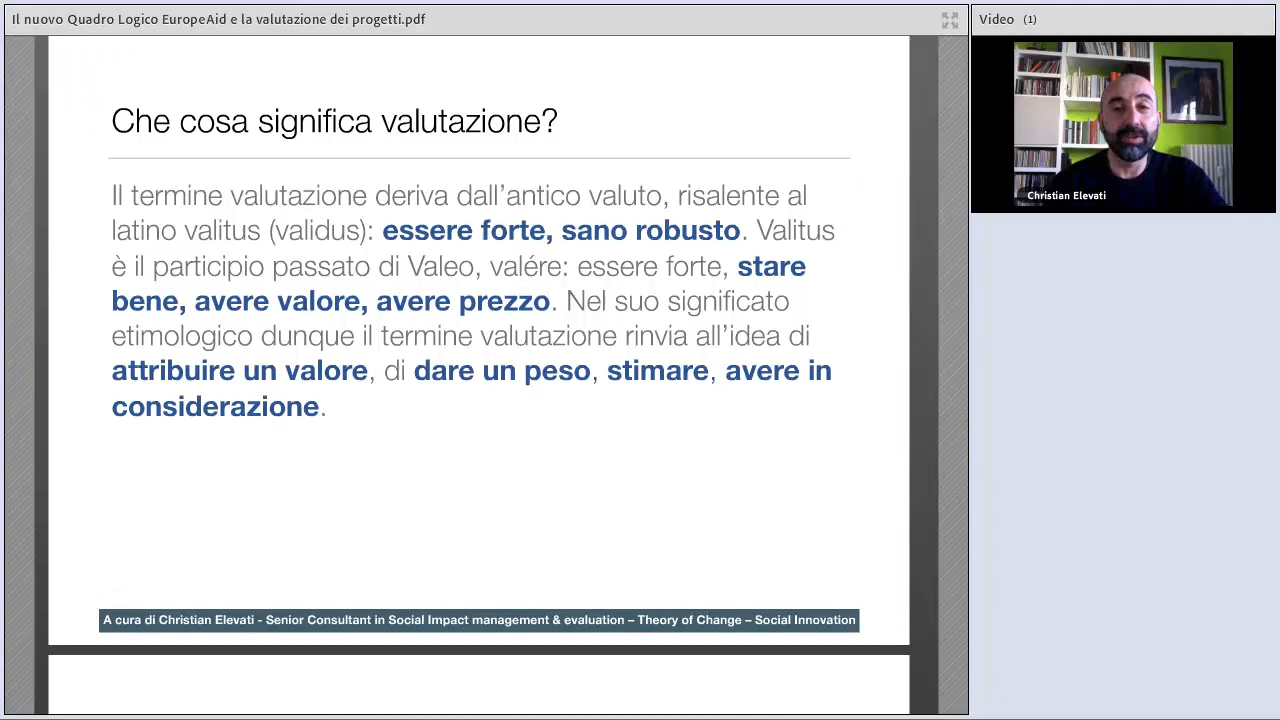 Il nuovo Quadro Logico EuropeAid e la valutazione dei progetti.pdf
Che cosa significa valutazione?
Il termine valutazione deriva dall’antico valuto, risalente al
latino valitus (validus): essere forte, sano robusto. Valitus
è il participio passato di Valeo, valére: essere forte, stare
bene, avere valore, avere prezzo. Nel suo significato
etimologico dunque il termine valutazione rinvia all’idea di
attribuire un valore, di dare un peso, stimare, avere in
considerazione.
A cura di Christian Elevati - Senior Consultant in Social Impact management & evaluation – Theory of Change – Social Innovation
Video (1)
Christian Elevati